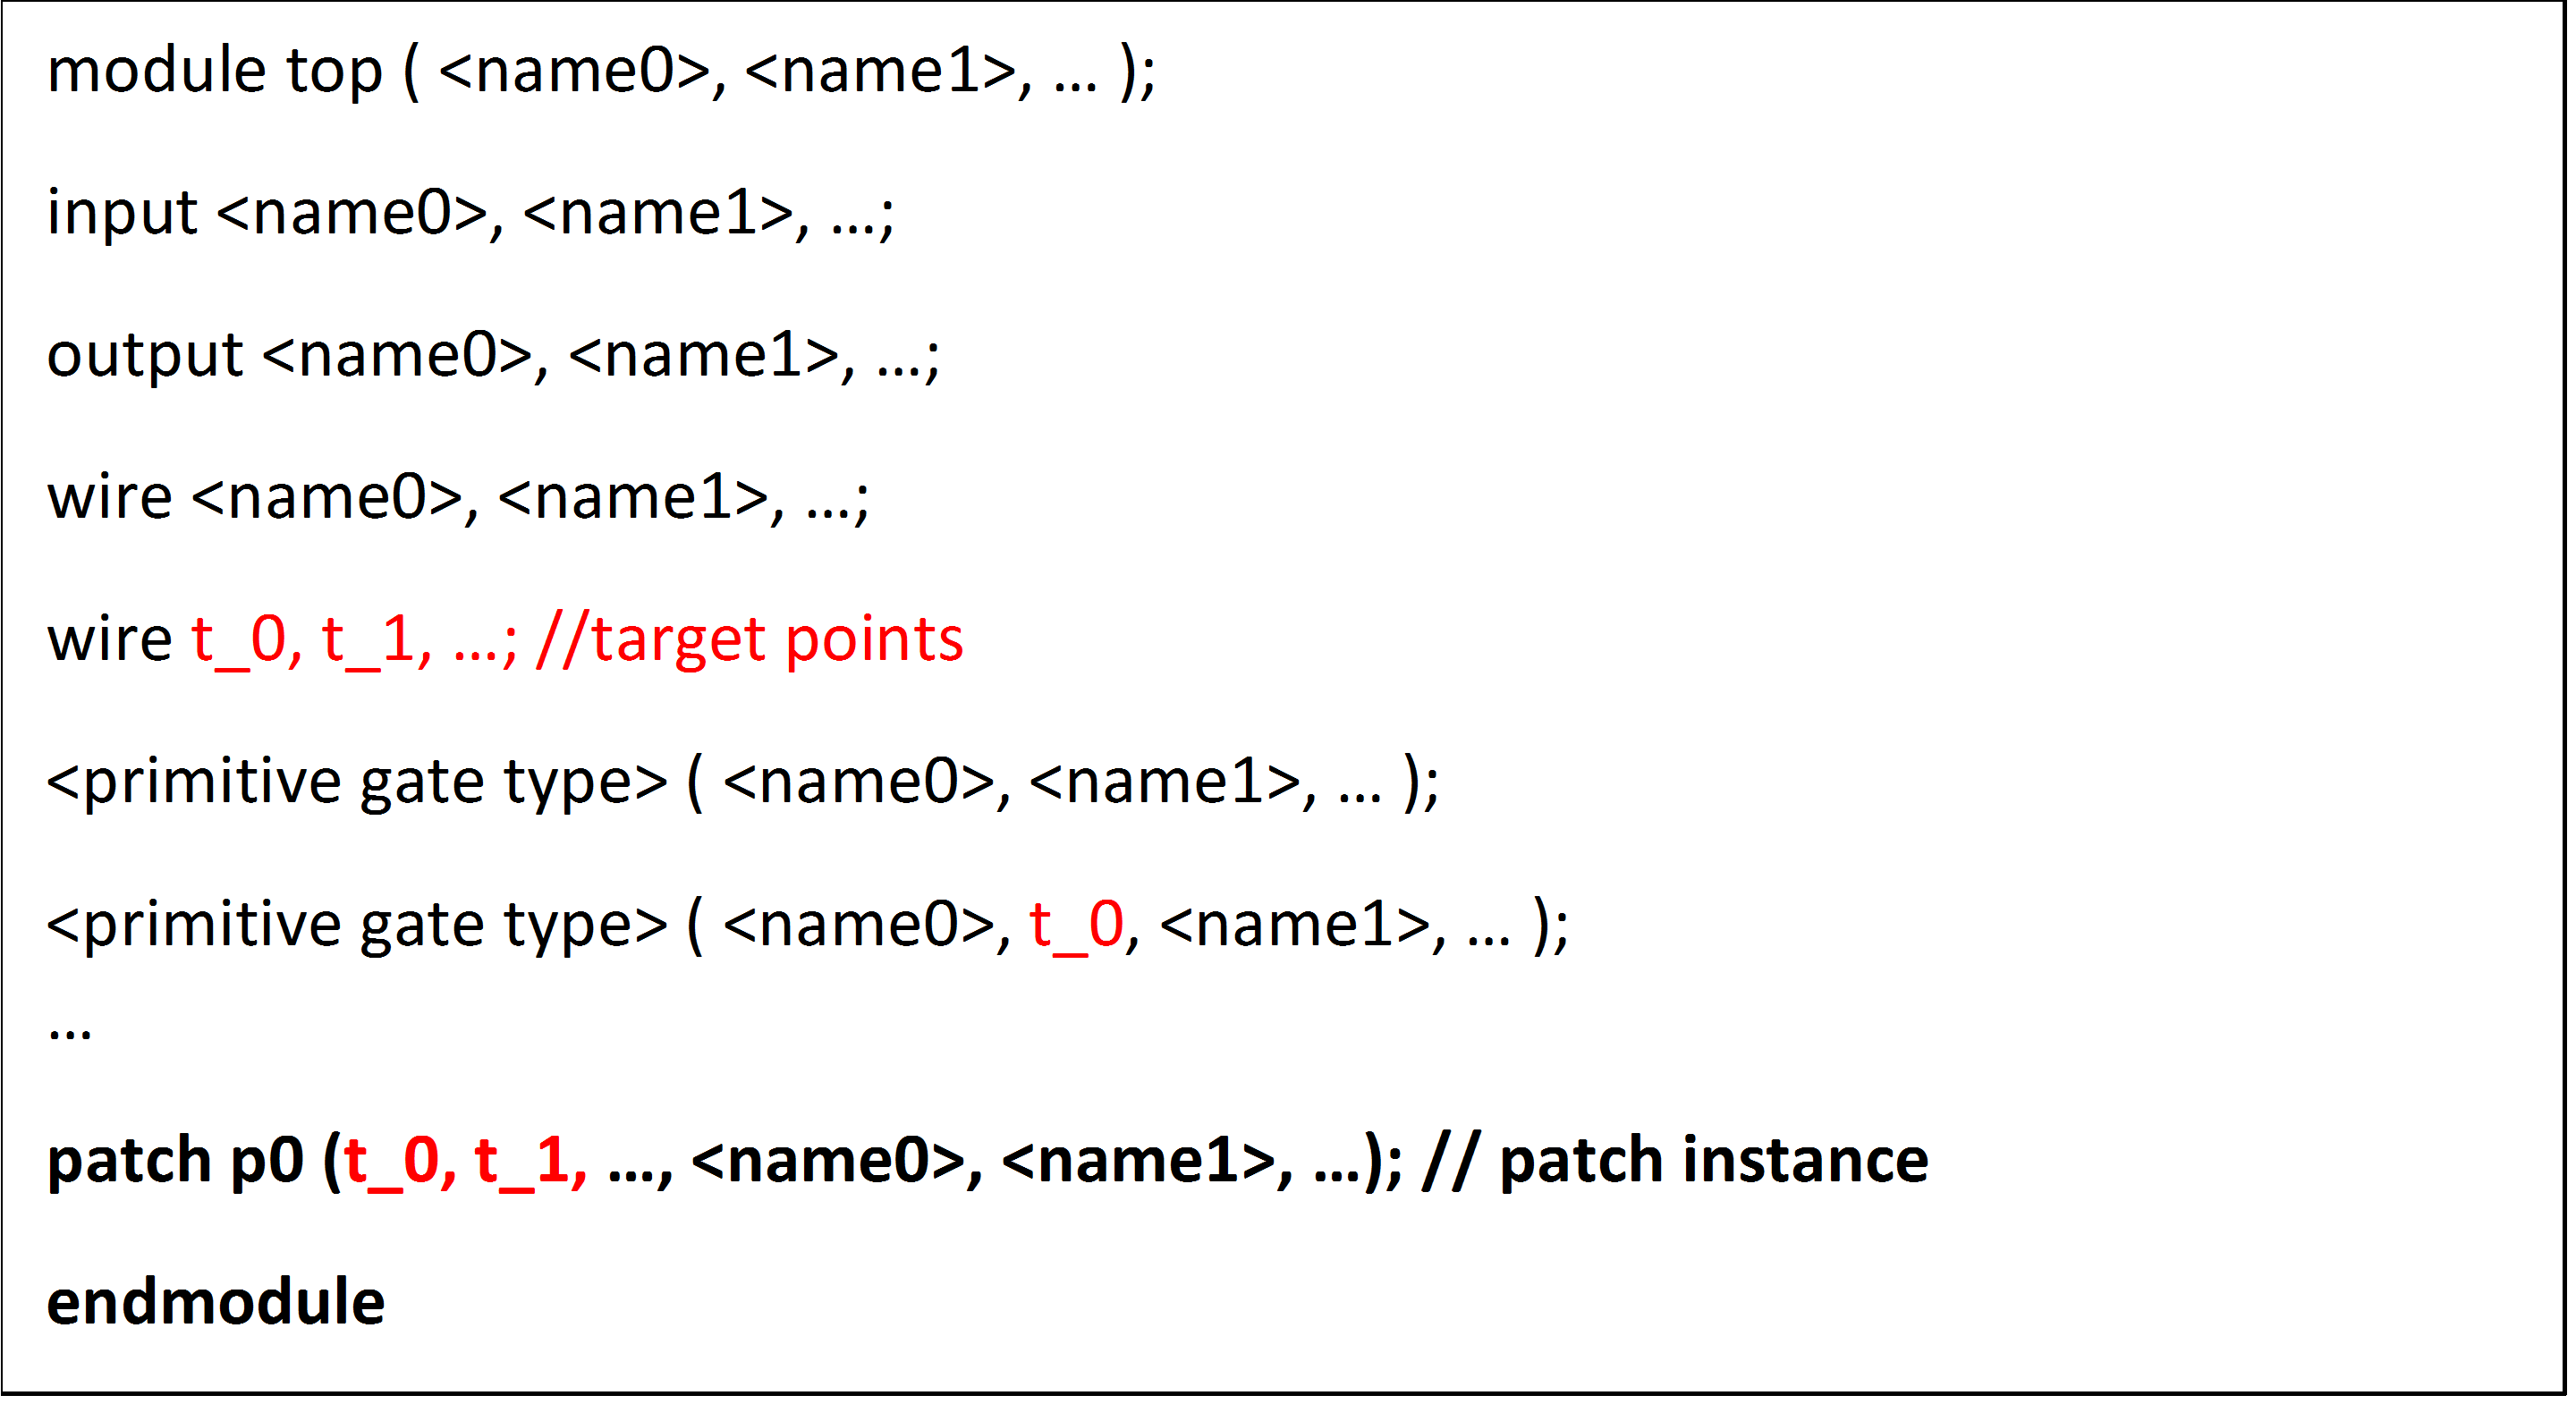 module top ( <name0>, <name1>, … );
input <name0>, <name1>, …;
output <name0>, <name1>, …;
wire <name0>, <name1>, …;
wire t_0, t_1, …; //target points
<primitive gate type> ( <name0>, <name1>, … );
<primitive gate type> ( <name0>, t_0, <name1>, … );
…
patch p0 (t_0, t_1, …, <name0>, <name1>, …); // patch instance
endmodule